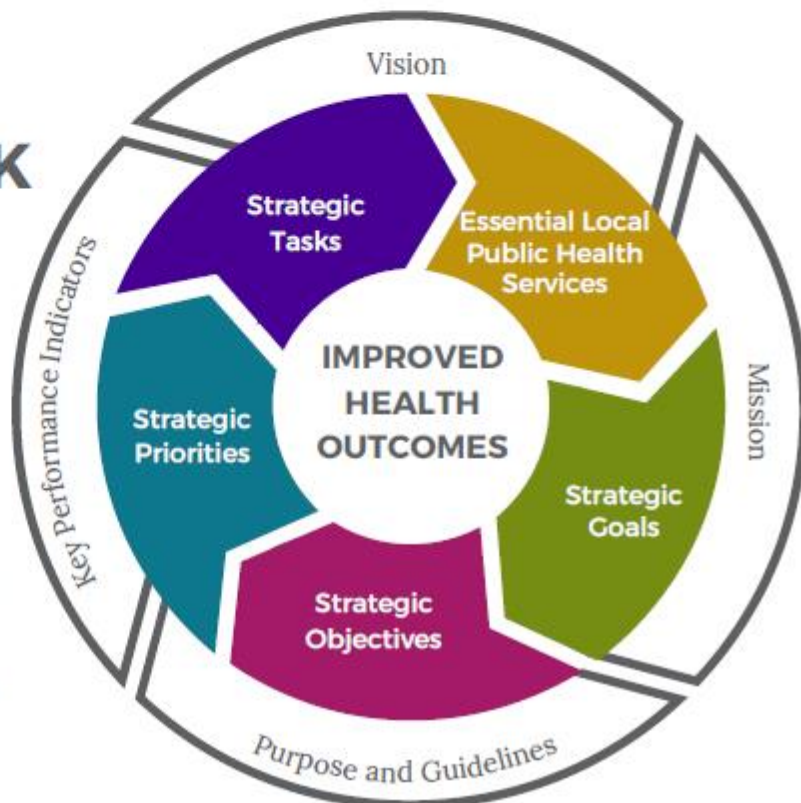 K
Vision
Strategic
Tasks
Essential Local
Public Health
Services
Key Performance Indicators
IMPROVED
HEALTH
OUTCOMES
Mission
Strategic
Priorities
Strategic
Goals
Strategic
Objectives
Purpose and Guidelines